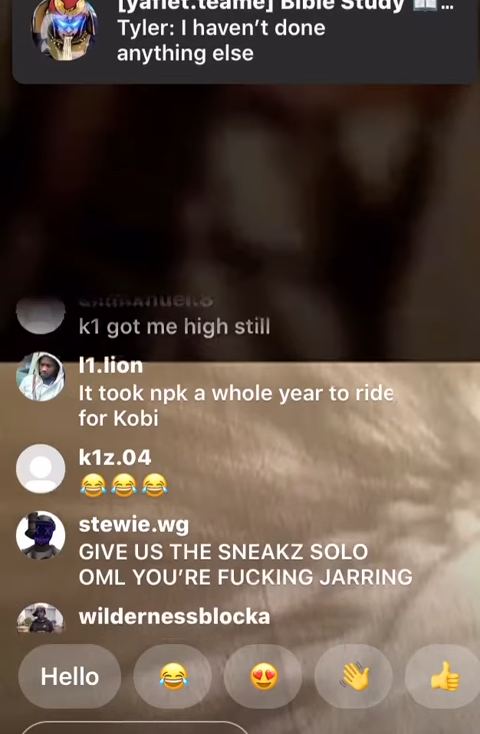 [yafiet.teame] Bible Study 📖...
Tyler: I haven't done
anything else
k1 got me high still
l1.lion
It took npk a whole year to ride
for Kobi
k1z.04
😂😂😂
stewie.wg
GIVE US THE SNEAKZ SOLO
OML YOU'RE FUCKING JARRING
wildernessblocka
Hello 😂 😍 👋 👍